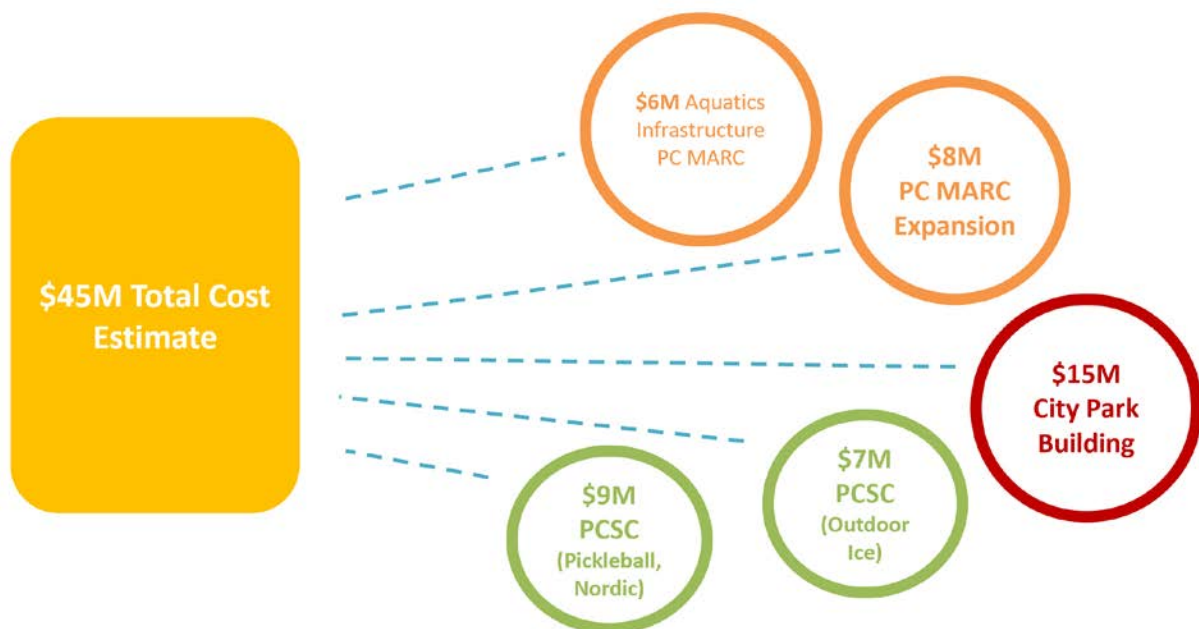 $45M Total Cost
Estimate
$6M Aquatics
Infrastructure
PC MARC
$8M
PC MARC
Expansion
$15M
City Park
Building
$7M
PCSC
(Outdoor
Ice)
$9M
PCSC
(Pickleball,
Nordic)